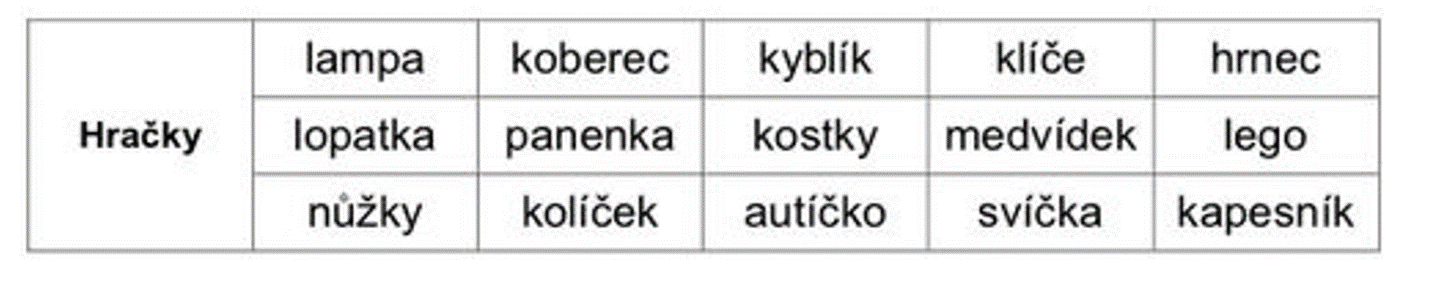 lampa koberec kyblík klíče hrnec
Hračky lopatka panenka kostky medvídek lego
nůžky kolíček autíčko svíčka kapesník